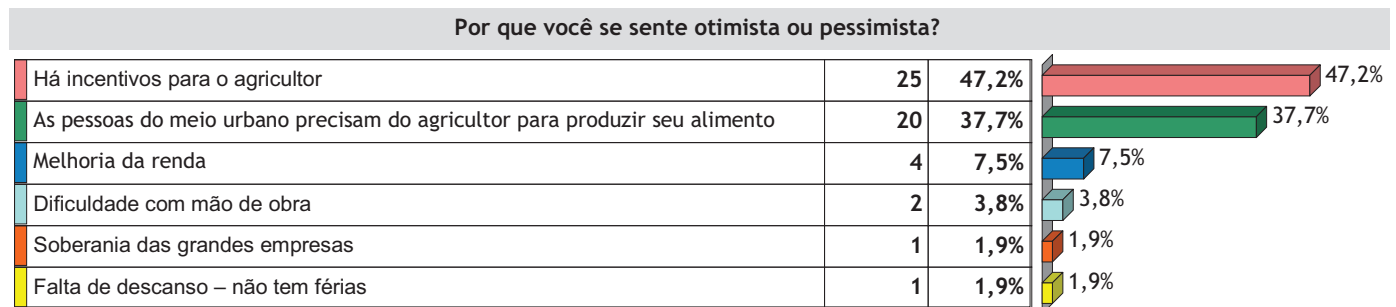 Por que você se sente otimista ou pessimista?
Há incentivos para o agricultor 25 47,2% 47,2%
As pessoas do meio urbano precisam do agricultor para produzir seu alimento 20 37,7% 37,7%
Melhoria da renda 4 7,5% 7,5%
Dificuldade com mão de obra 2 3,8% 3,8%
Soberania das grandes empresas 1 1,9% 1,9%
Falta de descanso – não tem férias 1 1,9% 1,9%